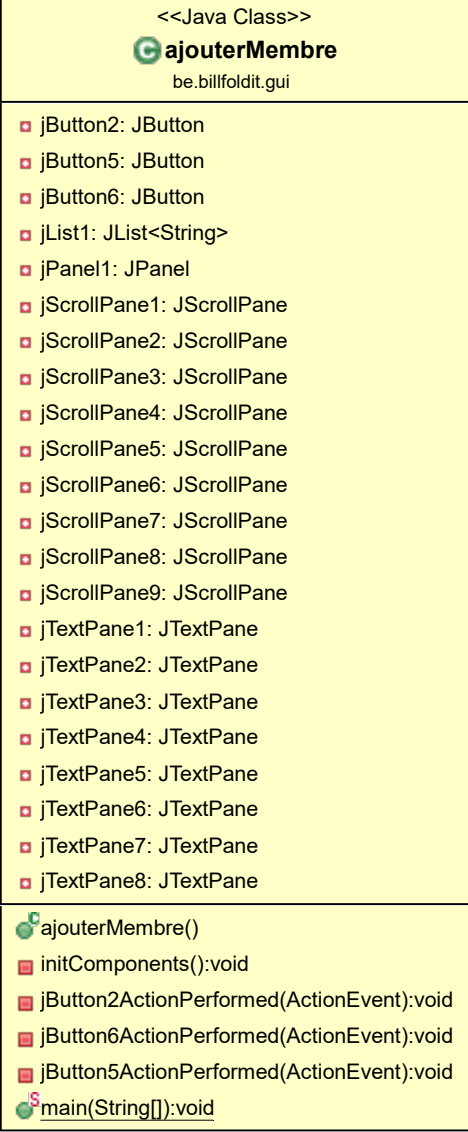 <<Java Class>>
ajouterMembre
be.billfoldit.gui
jButton2: JButton
jButton5: JButton
jButton6: JButton
jList1: JList<String>
jPanel1: JPanel
jScrollPane1: JScrollPane
jScrollPane2: JScrollPane
jScrollPane3: JScrollPane
jScrollPane4: JScrollPane
jScrollPane5: JScrollPane
jScrollPane6: JScrollPane
jScrollPane7: JScrollPane
jScrollPane8: JScrollPane
jScrollPane9: JScrollPane
jTextPane1: JTextPane
jTextPane2: JTextPane
jTextPane3: JTextPane
jTextPane4: JTextPane
jTextPane5: JTextPane
jTextPane6: JTextPane
jTextPane7: JTextPane
jTextPane8: JTextPane
ajouterMembre()
initComponents():void
jButton2ActionPerformed(ActionEvent):void
jButton6ActionPerformed(ActionEvent):void
jButton5ActionPerformed(ActionEvent):void
main(String[]):void